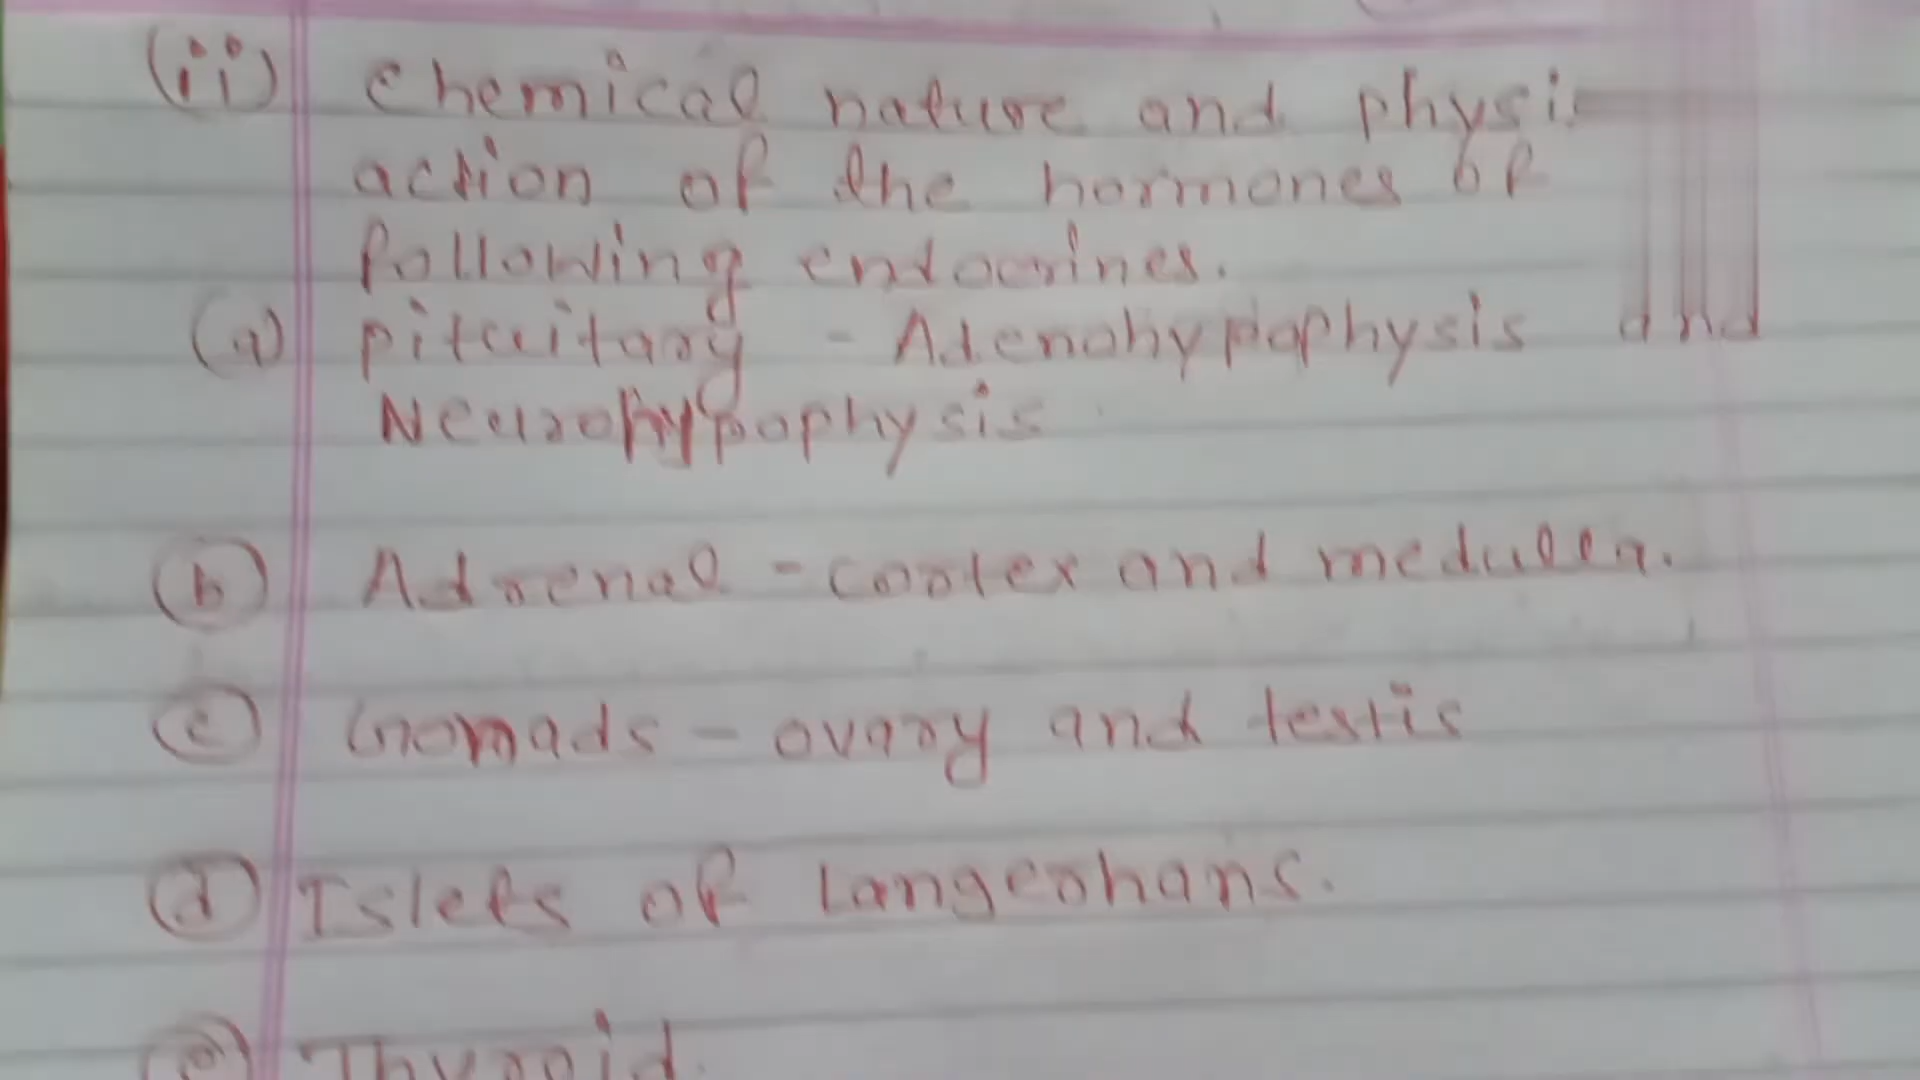 (ii) Chemical nature and physi
action of the hormones of
following endocrines.
(a) pituitary - Adenohypophysis and
Neurohypophysis
(b) Adrenal - cortex and medulla.
(c) Gonads - ovary and testis
(d) Islets of Langerhans.
(e) Thyroid.